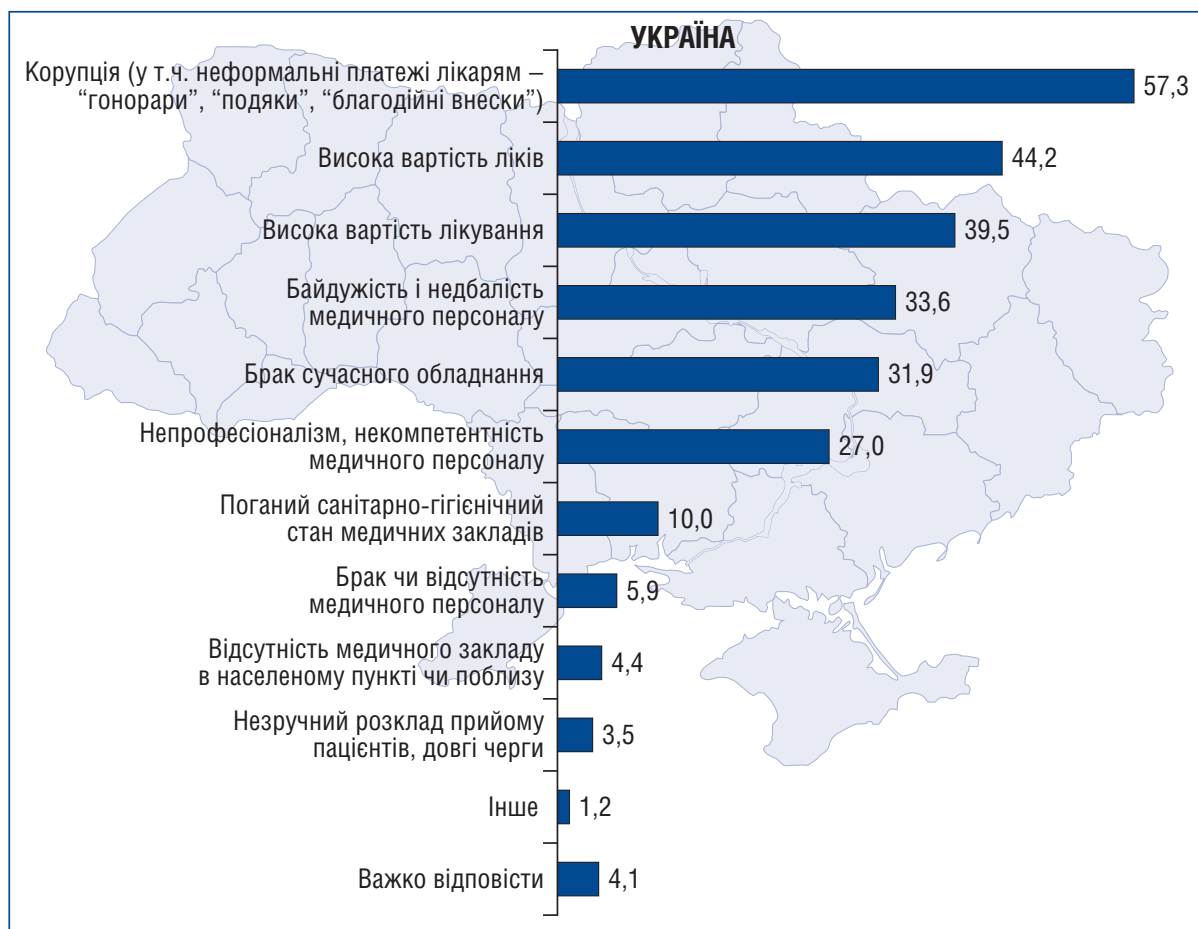 УКРАЇНА
Корупція (у т.ч. неформальні платежі лікарям –
“гонорари”, “подяки”, “благодійні внески”)
57,3
Висока вартість ліків
44,2
Висока вартість лікування
39,5
Байдужість і недбалість
медичного персоналу
33,6
Брак сучасного обладнання
31,9
Непрофесіоналізм, некомпетентність
медичного персоналу
27,0
Поганий санітарно-гігієнічний
стан медичних закладів
10,0
Брак чи відсутність
медичного персоналу
5,9
Відсутність медичного закладу
в населеному пункті чи поблизу
4,4
Незручний розклад прийому
пацієнтів, довгі черги
3,5
Інше
1,2
Важко відповісти
4,1